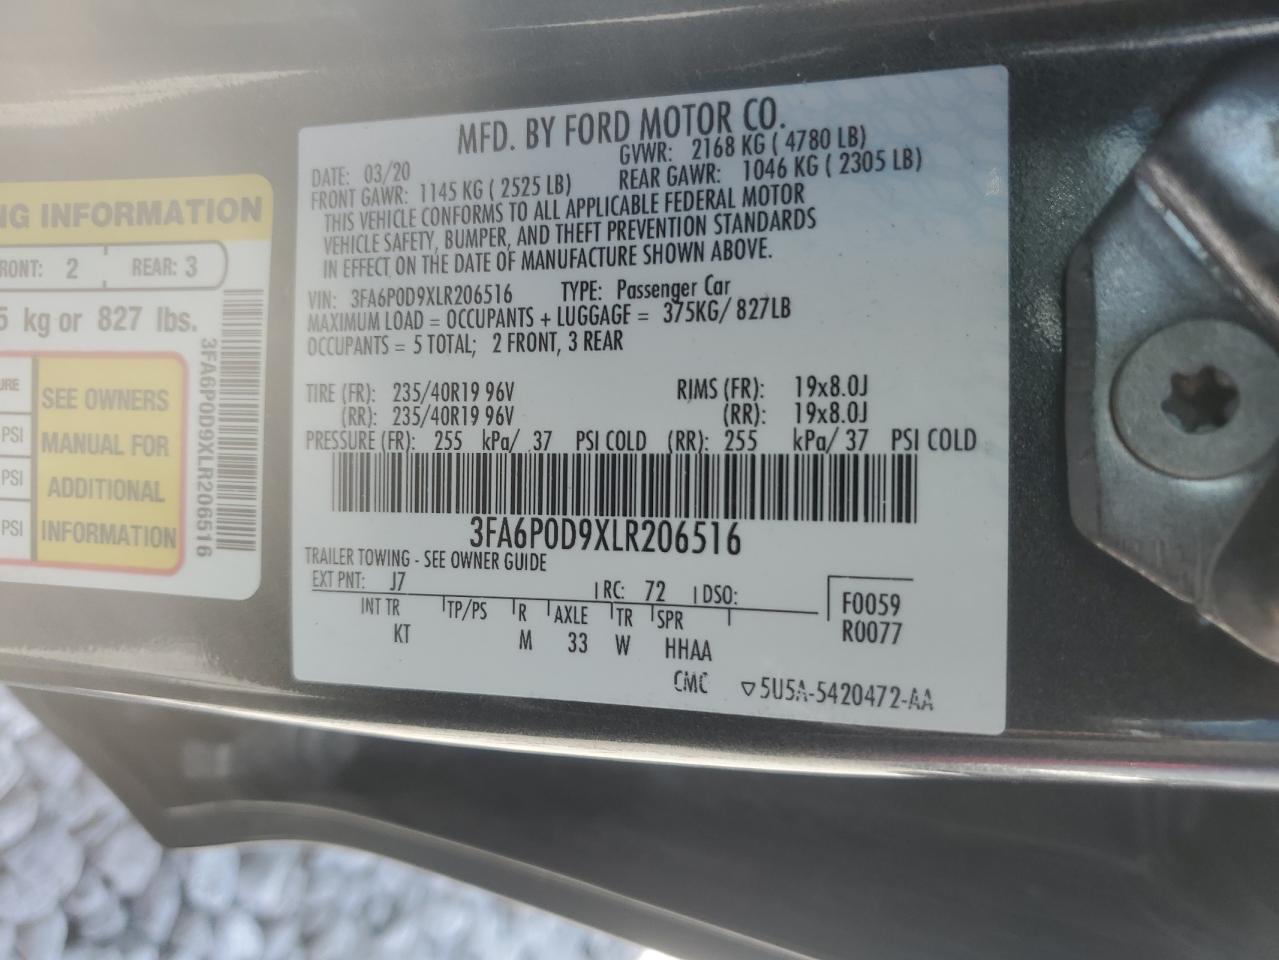 NG INFORMATION
RONT: 2 REAR: 3
5 kg or 827 lbs.
URE
PSI
PSI
PSI
SEE OWNERS
MANUAL FOR
ADDITIONAL
INFORMATION
3FA6P0D9XLR206516
MFD. BY FORD MOTOR CO.
DATE: 03/20 GVWR: 2168 KG ( 4780 LB)
FRONT GAWR: 1145 KG ( 2525 LB) REAR GAWR: 1046 KG ( 2305 LB)
THIS VEHICLE CONFORMS TO ALL APPLICABLE FEDERAL MOTOR
VEHICLE SAFETY, BUMPER, AND THEFT PREVENTION STANDARDS
IN EFFECT ON THE DATE OF MANUFACTURE SHOWN ABOVE.
VIN: 3FA6P0D9XLR206516 TYPE: Passenger Car
MAXIMUM LOAD = OCCUPANTS + LUGGAGE = 375KG/ 827LB
OCCUPANTS = 5 TOTAL; 2 FRONT, 3 REAR
TIRE (FR): 235/40R19 96V RIMS (FR): 19x8.0J
(RR): 235/40R19 96V (RR): 19x8.0J
PRESSURE (FR): 255 kPa/ 37 PSI COLD (RR): 255 kPa/ 37 PSI COLD
3FA6P0D9XLR206516
TRAILER TOWING - SEE OWNER GUIDE
EXT PNT: J7 RC: 72 DSO: F0059
INT TR TP/PS R AXLE TR SPR R0077
KT M 33 W HHAA
CMC ▽5U5A-5420472-AA